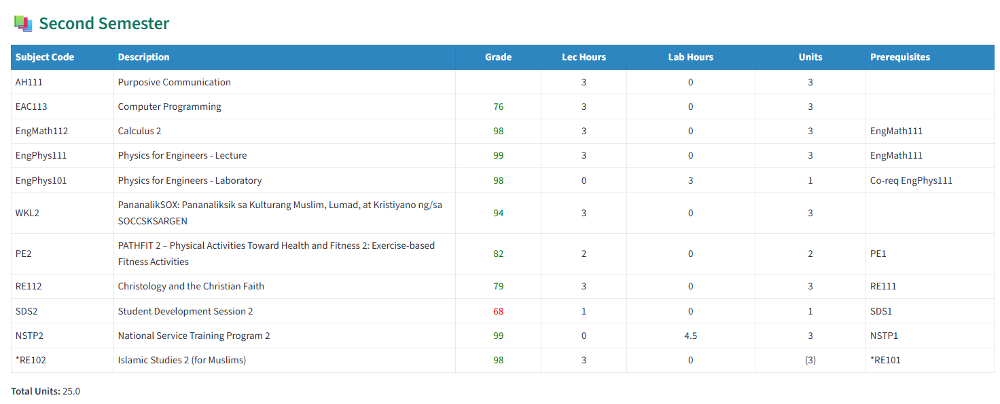 Second Semester
Subject Code Description Grade Lec Hours Lab Hours Units Prerequisites
AH111 Purposive Communication 3 0 3
EAC113 Computer Programming 76 3 0 3
EngMath112 Calculus 2 98 3 0 3 EngMath111
EngPhys111 Physics for Engineers - Lecture 99 3 0 3 EngMath111
EngPhys101 Physics for Engineers - Laboratory 98 0 3 1 Co-req EngPhys111
WKL2 PananalikSOX: Pananaliksik sa Kulturang Muslim, Lumad, at Kristiyano ng/sa 94 3 0 3
SOCCSKSARGEN
PE2 PATHFIT 2 – Physical Activities Toward Health and Fitness 2: Exercise-based 82 2 0 2 PE1
Fitness Activities
RE112 Christology and the Christian Faith 79 3 0 3 RE111
SDS2 Student Development Session 2 68 1 0 1 SDS1
NSTP2 National Service Training Program 2 99 0 4.5 3 NSTP1
*RE102 Islamic Studies 2 (for Muslims) 98 3 0 (3) *RE101
Total Units: 25.0